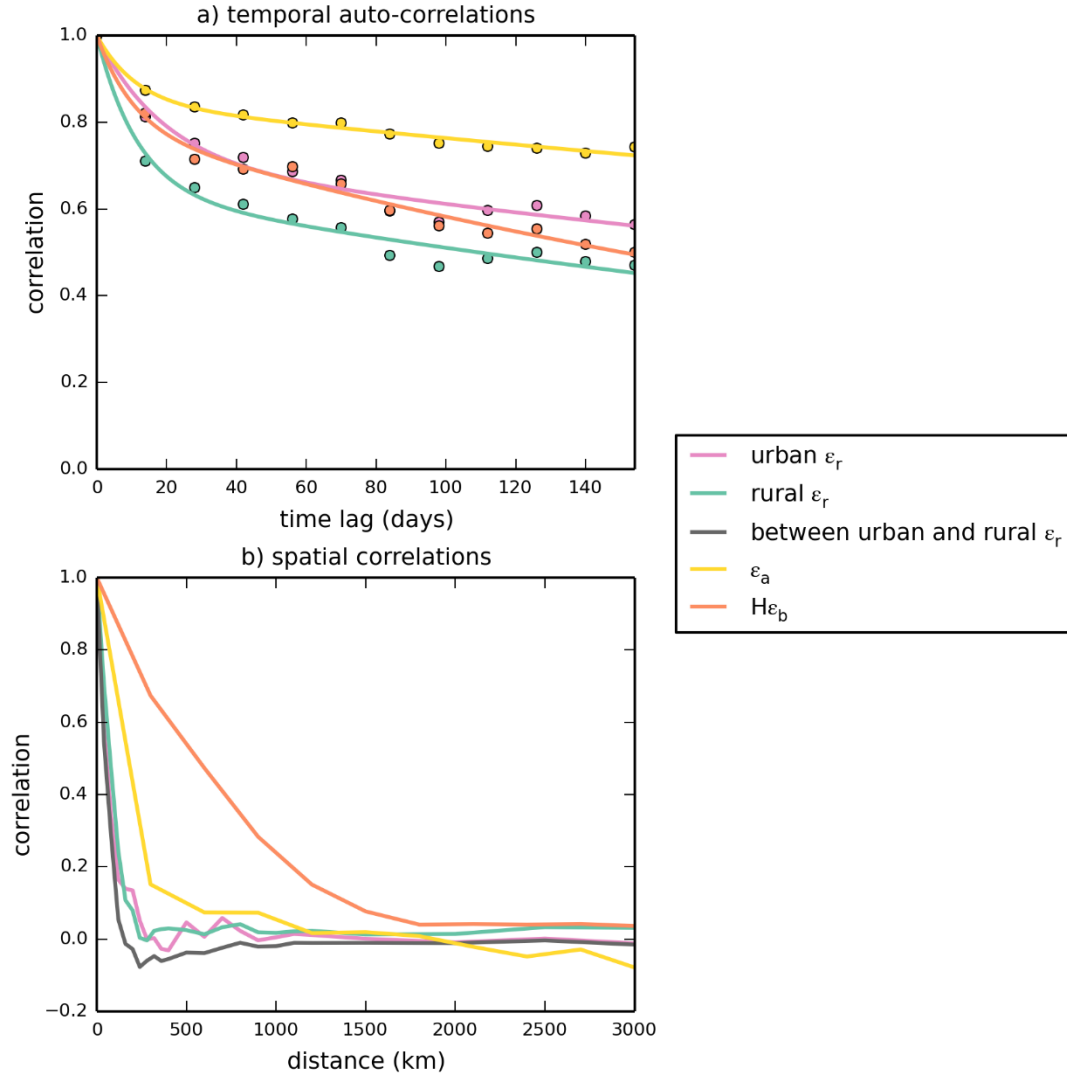 a) temporal auto-correlations
1.0
0.8
0.6
0.4
0.2
0.0
correlation
0 20 40 60 80 100 120 140
time lag (days)
urban εr
rural εr
between urban and rural εr
εa
Hεb
b) spatial correlations
1.0
0.8
0.6
0.4
0.2
0.0
−0.2
correlation
0 500 1000 1500 2000 2500 3000
distance (km)